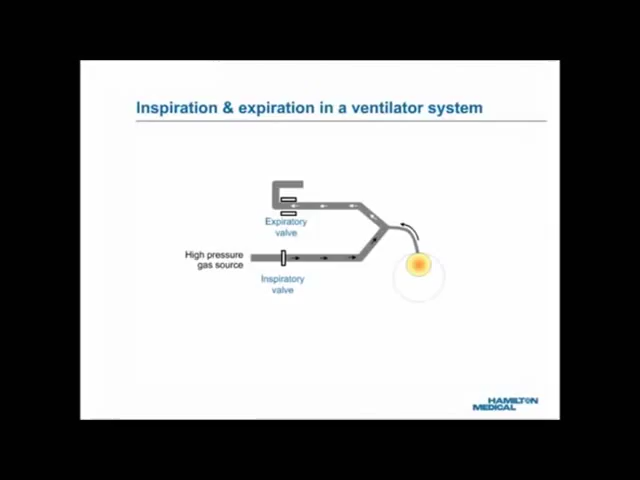 Inspiration & expiration in a ventilator system
Expiratory
valve
High pressure
gas source
Inspiratory
valve
HAMILTON
MEDICAL